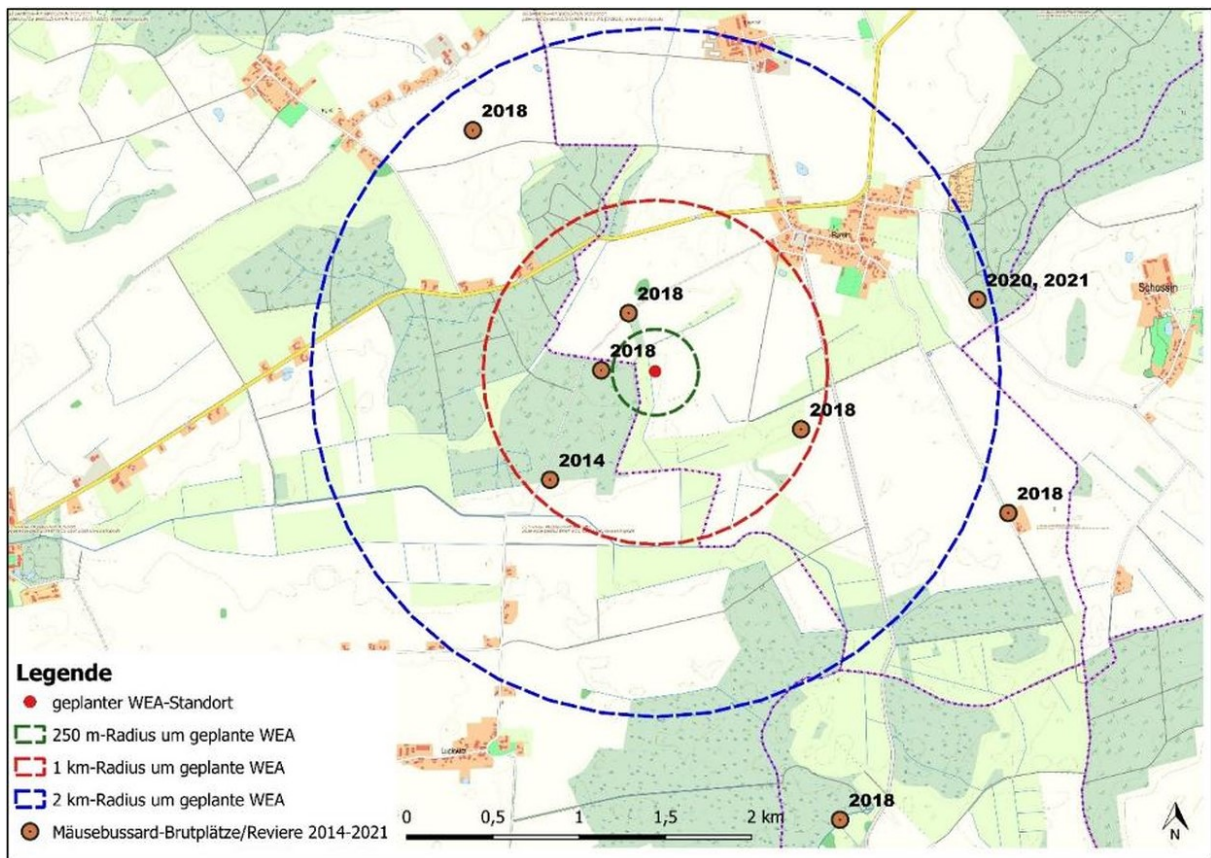 2018
2020, 2021
Schossin
2018
2018
2018
2014
2018
2018
Legende
geplanter WEA-Standort
250 m-Radius um geplante WEA
1 km-Radius um geplante WEA
2 km-Radius um geplante WEA
Mäusebussard-Brutplätze/Reviere 2014-2021
0 0,5 1 1,5 2 km
N